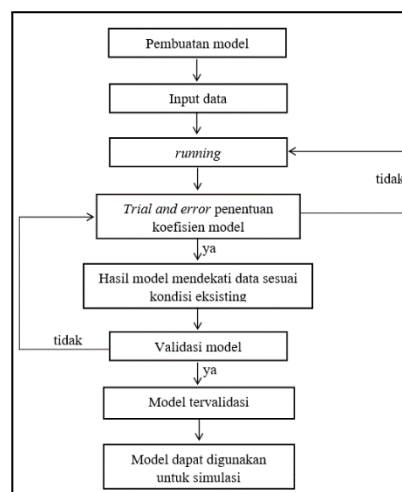 Pembuatan model
Input data
running
tidak
Trial and error penentuan
koefisien model
ya
Hasil model mendekati data sesuai
kondisi eksisting
tidak
Validasi model
ya
Model tervalidasi
Model dapat digunakan
untuk simulasi